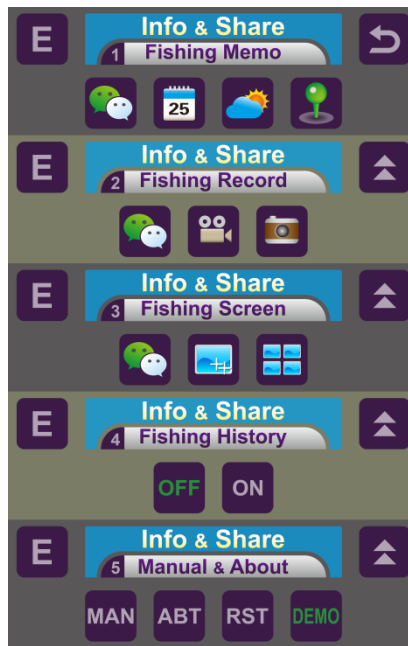 E
Info & Share
1 Fishing Memo
25
E
Info & Share
2 Fishing Record
E
Info & Share
3 Fishing Screen
E
Info & Share
4 Fishing History
OFF ON
E
Info & Share
5 Manual & About
MAN ABT RST DEMO